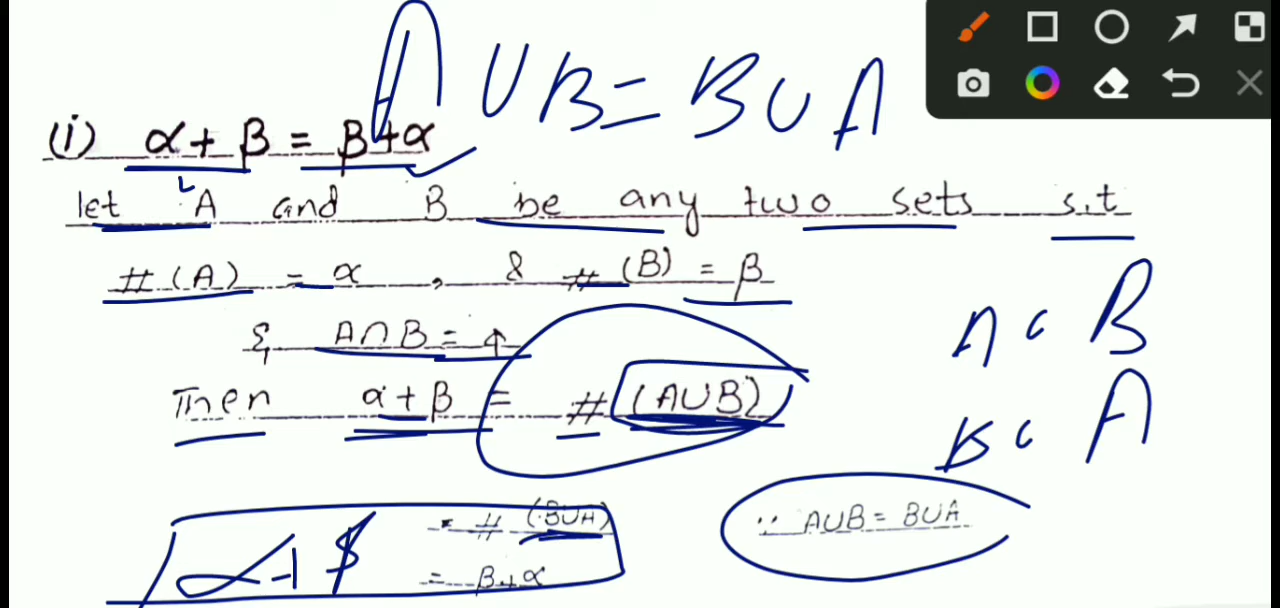 A ∪ B = B ∪ A
(i) α + β = β + α
let A and B be any two sets s.t
#(A) = α , & #(B) = β
& A∩B = φ
A ⊂ B
Then α + β = #(A∪B)
B ⊂ A
= #(B∪A) ∵ A∪B = B∪A
= β + α